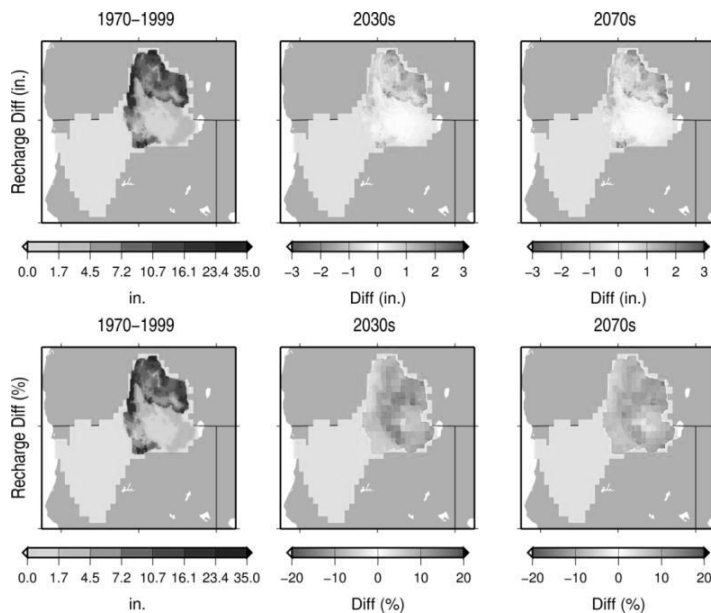 1970−1999 2030s 2070s
Recharge Diff (in.)
0.0 1.7 4.5 7.2 10.7 16.1 23.4 35.0 −3 −2 −1 0 1 2 3 −3 −2 −1 0 1 2 3
in. Diff (in.) Diff (in.)
1970−1999 2030s 2070s
Recharge Diff (%)
0.0 1.7 4.5 7.2 10.7 16.1 23.4 35.0 −20 −10 0 10 20 −20 −10 0 10 20
in. Diff (%) Diff (%)